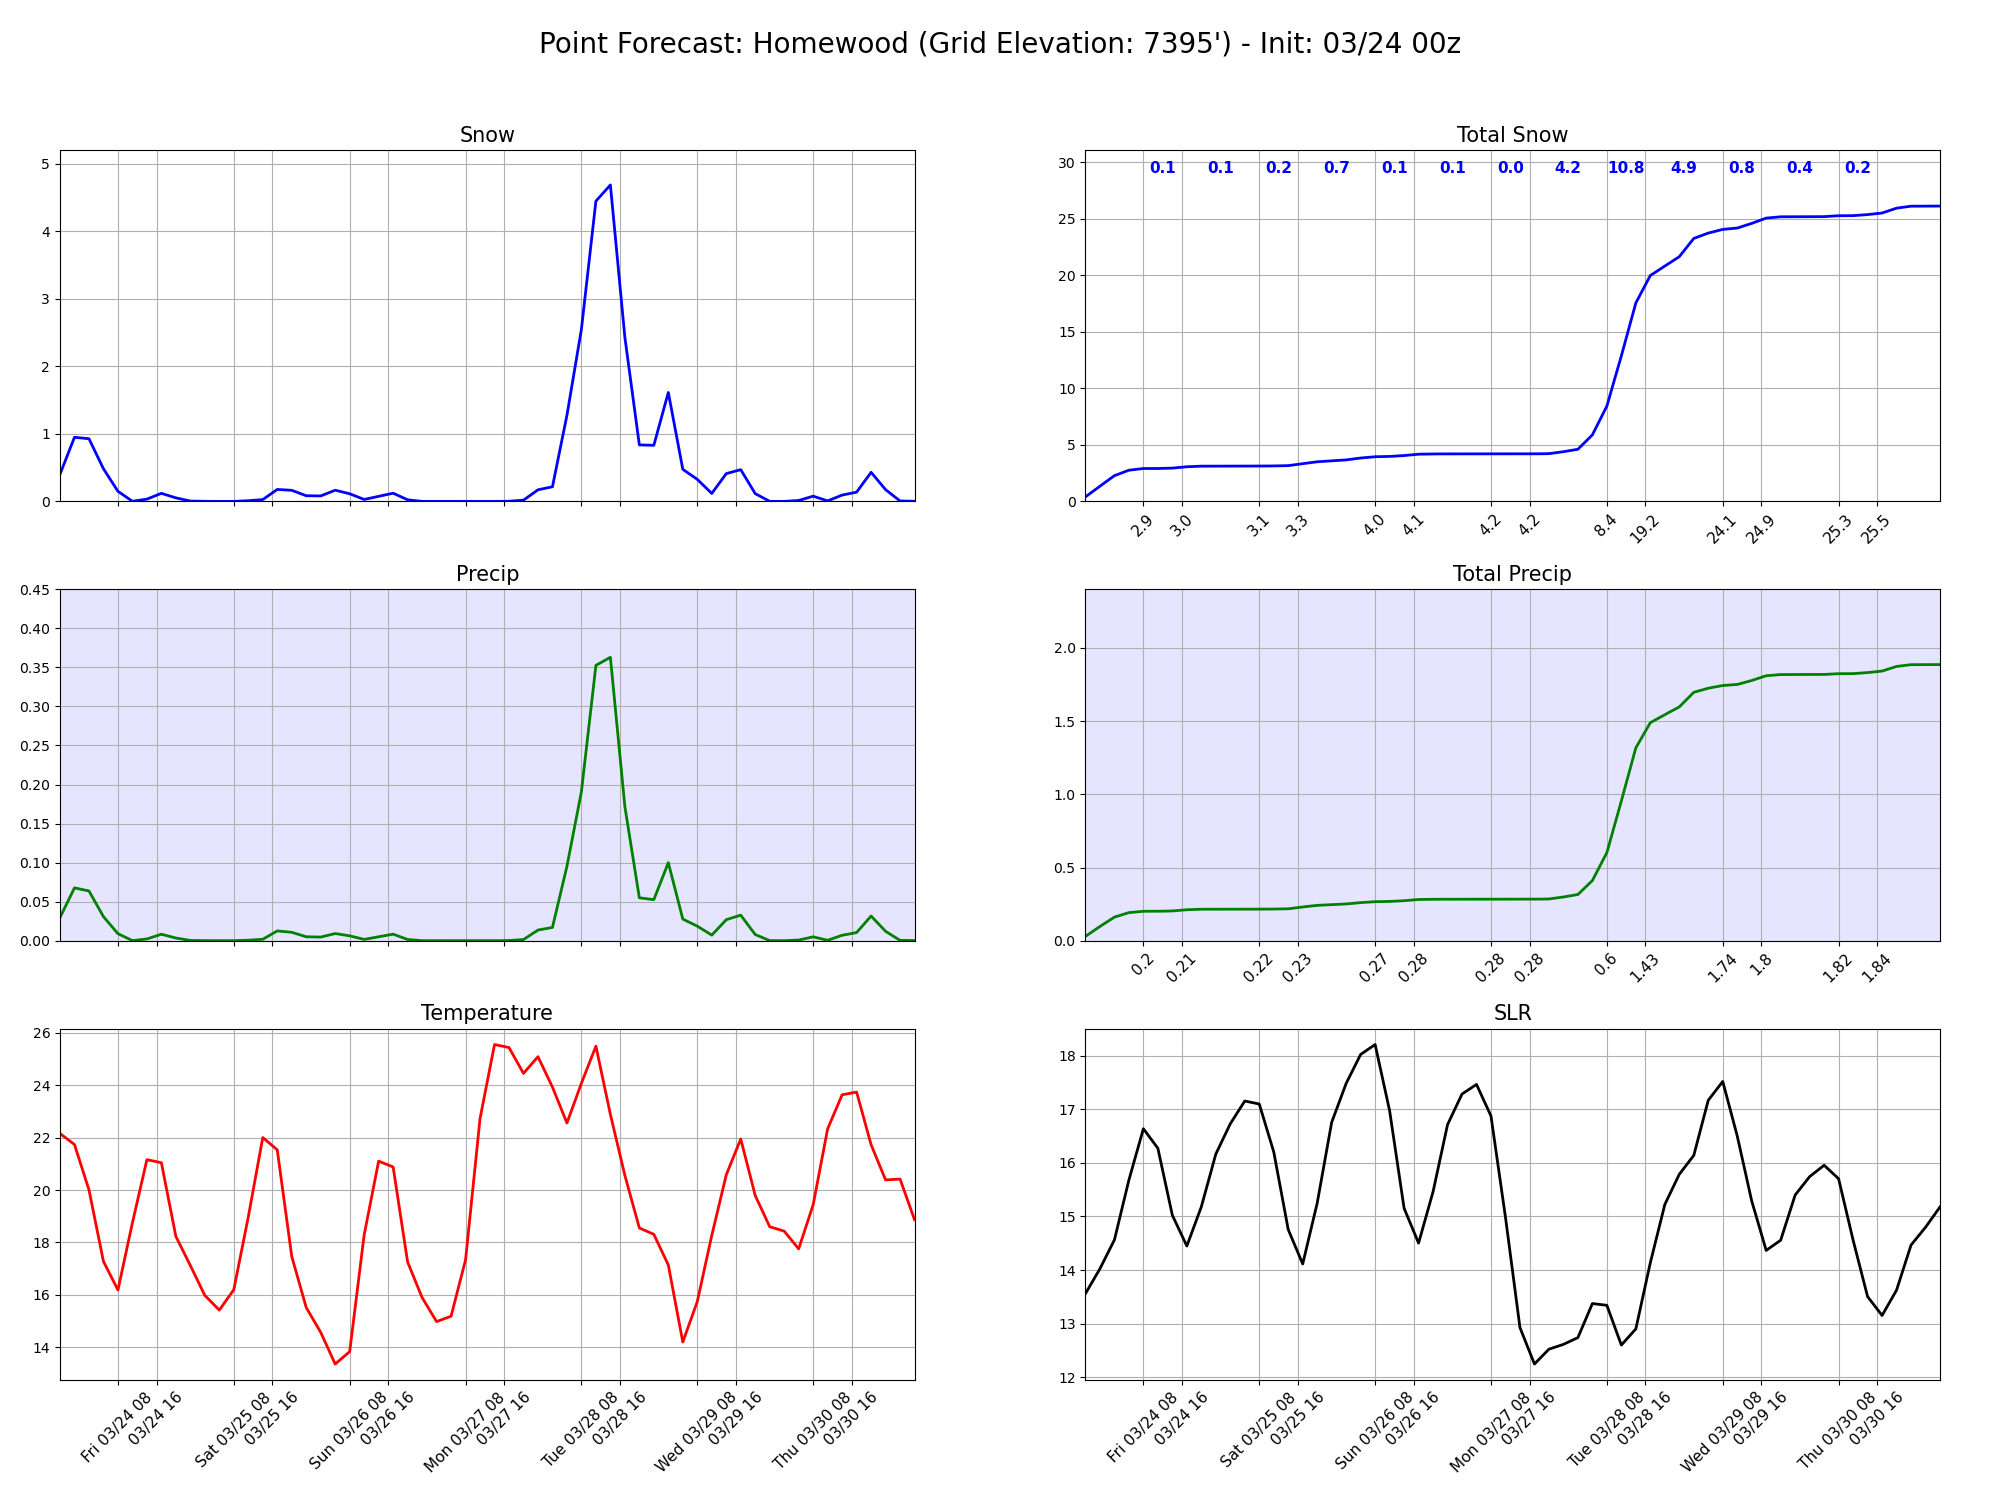 Point Forecast: Homewood (Grid Elevation: 7395') - Init: 03/24 00z
Snow
5
4
3
2
1
0
Total Snow
0.1 0.1 0.2 0.7 0.1 0.1 0.0 4.2 10.8 4.9 0.8 0.4 0.2
30
25
20
15
10
5
0
2.9 3.0 3.1 3.3 4.0 4.1 4.2 4.2 8.4 19.2 24.1 24.9 25.3 25.5
Precip
0.45
0.40
0.35
0.30
0.25
0.20
0.15
0.10
0.05
0.00
Total Precip
2.0
1.5
1.0
0.5
0.0
0.2 0.21 0.22 0.23 0.27 0.28 0.28 0.28 0.6 1.43 1.74 1.8 1.82 1.84
Temperature
26
24
22
20
18
16
14
Fri 03/24 08
03/24 16
Sat 03/25 08
03/25 16
Sun 03/26 08
03/26 16
Mon 03/27 08
03/27 16
Tue 03/28 08
03/28 16
Wed 03/29 08
03/29 16
Thu 03/30 08
03/30 16
SLR
18
17
16
15
14
13
12
Fri 03/24 08
03/24 16
Sat 03/25 08
03/25 16
Sun 03/26 08
03/26 16
Mon 03/27 08
03/27 16
Tue 03/28 08
03/28 16
Wed 03/29 08
03/29 16
Thu 03/30 08
03/30 16